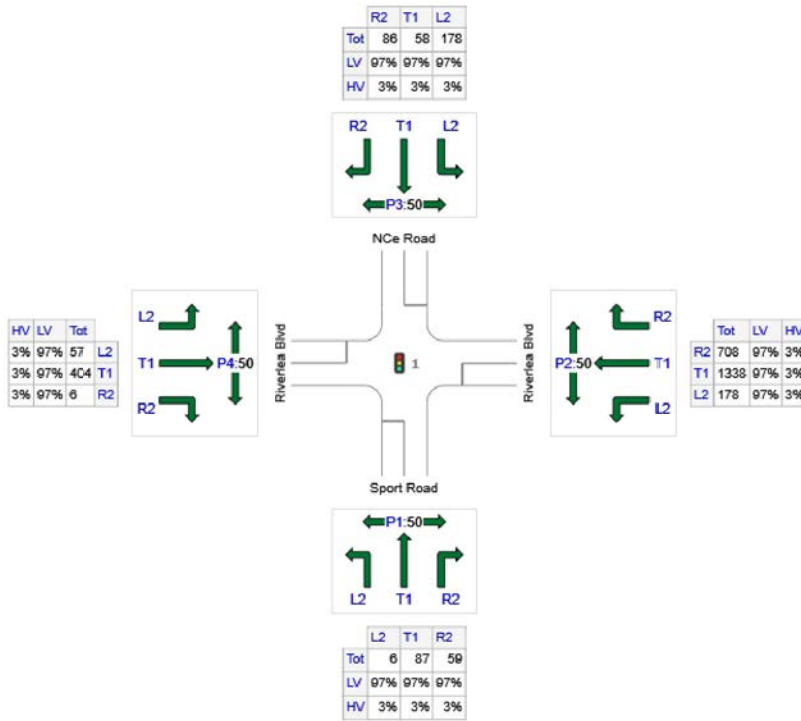 R2 T1 L2
Tot 86 58 178
LV 97% 97% 97%
HV 3% 3% 3%
R2 T1 L2
P3:50
NCe Road
HV LV Tot
3% 97% 57 L2
3% 97% 404 T1
3% 97% 6 R2
L2
T1
R2
P4:50
Riverlea Blvd
1
Riverlea Blvd
P2:50
R2
T1
L2
Tot LV HV
R2 708 97% 3%
T1 1338 97% 3%
L2 178 97% 3%
Sport Road
P1:50
L2 T1 R2
L2 T1 R2
Tot 6 87 59
LV 97% 97% 97%
HV 3% 3% 3%